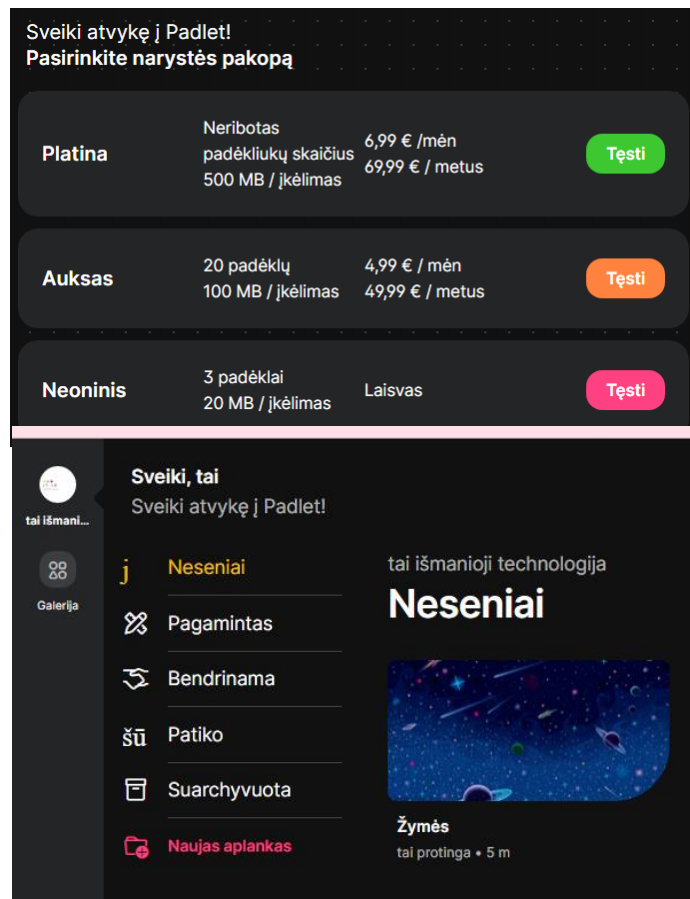 Sveiki atvykę į Padlet!
Pasirinkite narystės pakopą
Platina
Neribotas
padėkliukų skaičius
500 MB / įkėlimas
6,99 € /mėn
69,99 € / metus
Tęsti
Auksas
20 padėklų
100 MB / įkėlimas
4,99 € / mėn
49,99 € / metus
Tęsti
Neoninis
3 padėklai
20 MB / įkėlimas
Laisvas
Tęsti
tai išmani...
Galerija
Sveiki, tai
Sveiki atvykę į Padlet!
j
Neseniai
Pagamintas
Bendrinama
šū
Patiko
Suarchyvuota
Naujas aplankas
tai išmanioji technologija
Neseniai
Žymės
tai protinga • 5 m